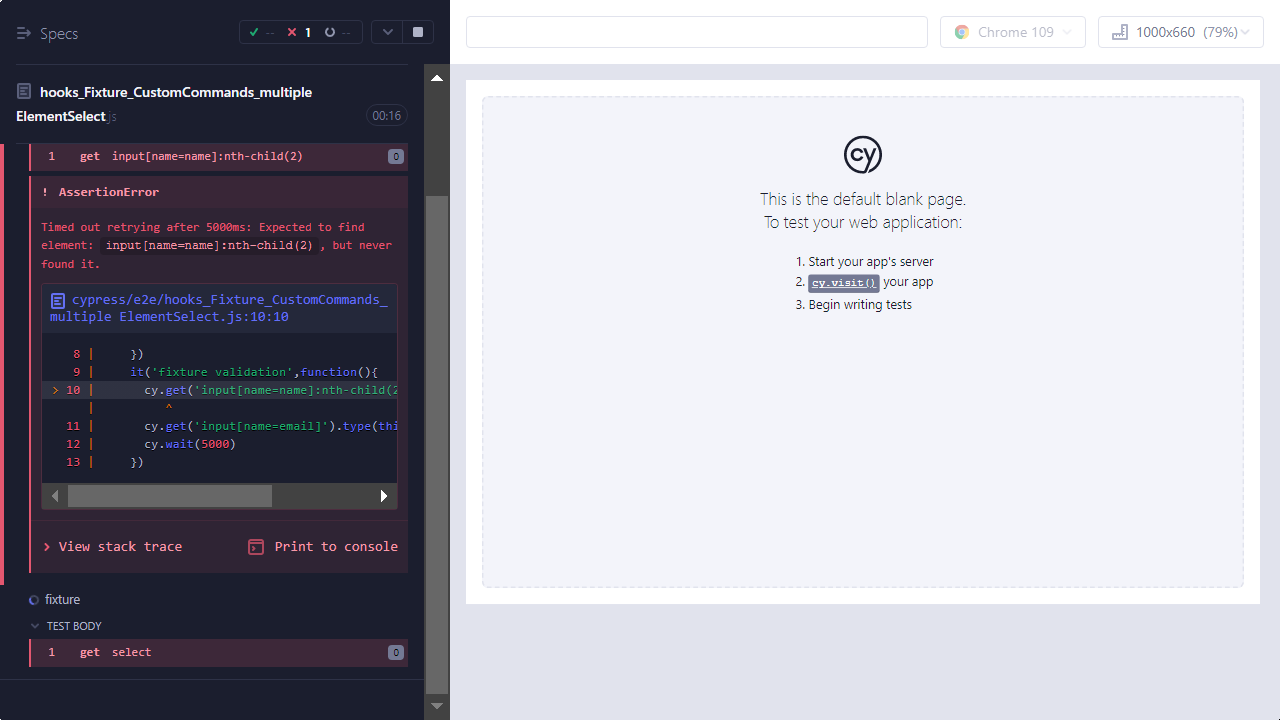 Specs
--
1
--
Chrome 109
1000x660 (79%)
hooks_Fixture_CustomCommands_multiple
ElementSelect.js
00:16
1 get input[name=name]:nth-child(2) 0
! AssertionError
Timed out retrying after 5000ms: Expected to find
element: input[name=name]:nth-child(2) , but never
found it.
cypress/e2e/hooks_Fixture_CustomCommands_
multiple ElementSelect.js:10:10
8 | })
9 | it('fixture validation',function(){
> 10 | cy.get('input[name=name]:nth-child(2
| ^
11 | cy.get('input[name=email]').type(thi
12 | cy.wait(5000)
13 | })
View stack trace
Print to console
fixture
TEST BODY
1 get select 0
cy
This is the default blank page.
To test your web application:
1. Start your app's server
2. cy.visit() your app
3. Begin writing tests